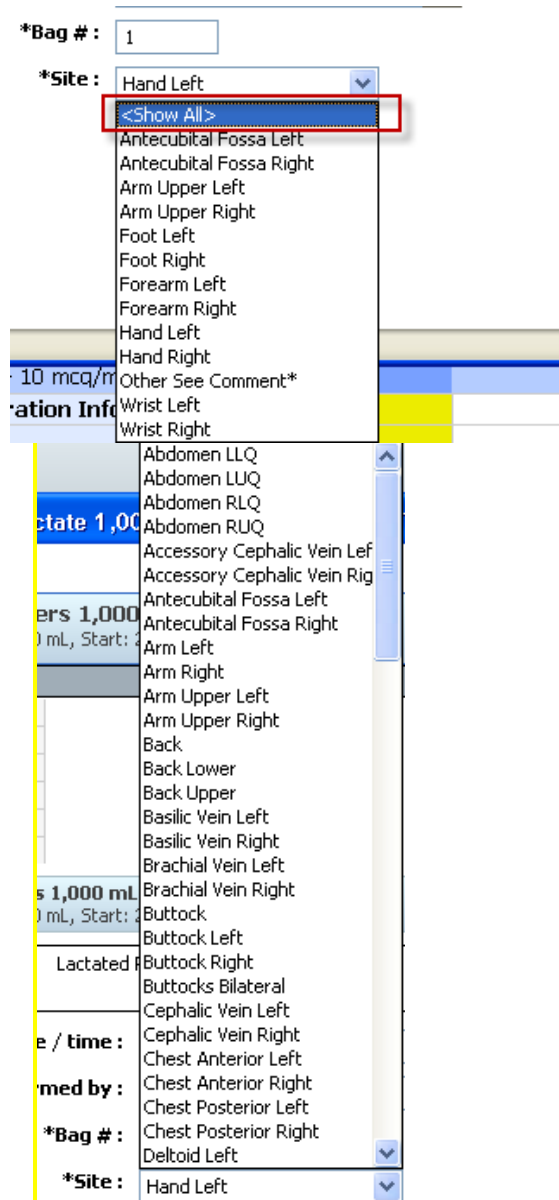 *Bag # : 1
*Site : Hand Left
<Show All>
Antecubital Fossa Left
Antecubital Fossa Right
Arm Upper Left
Arm Upper Right
Foot Left
Foot Right
Forearm Left
Forearm Right
Hand Left
Hand Right
10 mcq/m
Other See Comment*
ration Info
Wrist Left
Wrist Right
Abdomen LLQ
Abdomen LUQ
Abdomen RLQ
ctate 1,00
Abdomen RUQ
Accessory Cephalic Vein Lef
Accessory Cephalic Vein Rig
Antecubital Fossa Left
ers 1,000
Antecubital Fossa Right
mL, Start: 2
Arm Left
Arm Right
Arm Upper Left
Arm Upper Right
Back
Back Lower
Back Upper
Basilic Vein Left
Basilic Vein Right
Brachial Vein Left
s 1,000 mL
Brachial Vein Right
mL, Start: 2
Buttock
Buttock Left
Lactated R
Buttock Right
Buttocks Bilateral
Cephalic Vein Left
e / time :
Cephalic Vein Right
Chest Anterior Left
rmed by :
Chest Anterior Right
Chest Posterior Left
*Bag # :
Chest Posterior Right
Deltoid Left
*Site : Hand Left